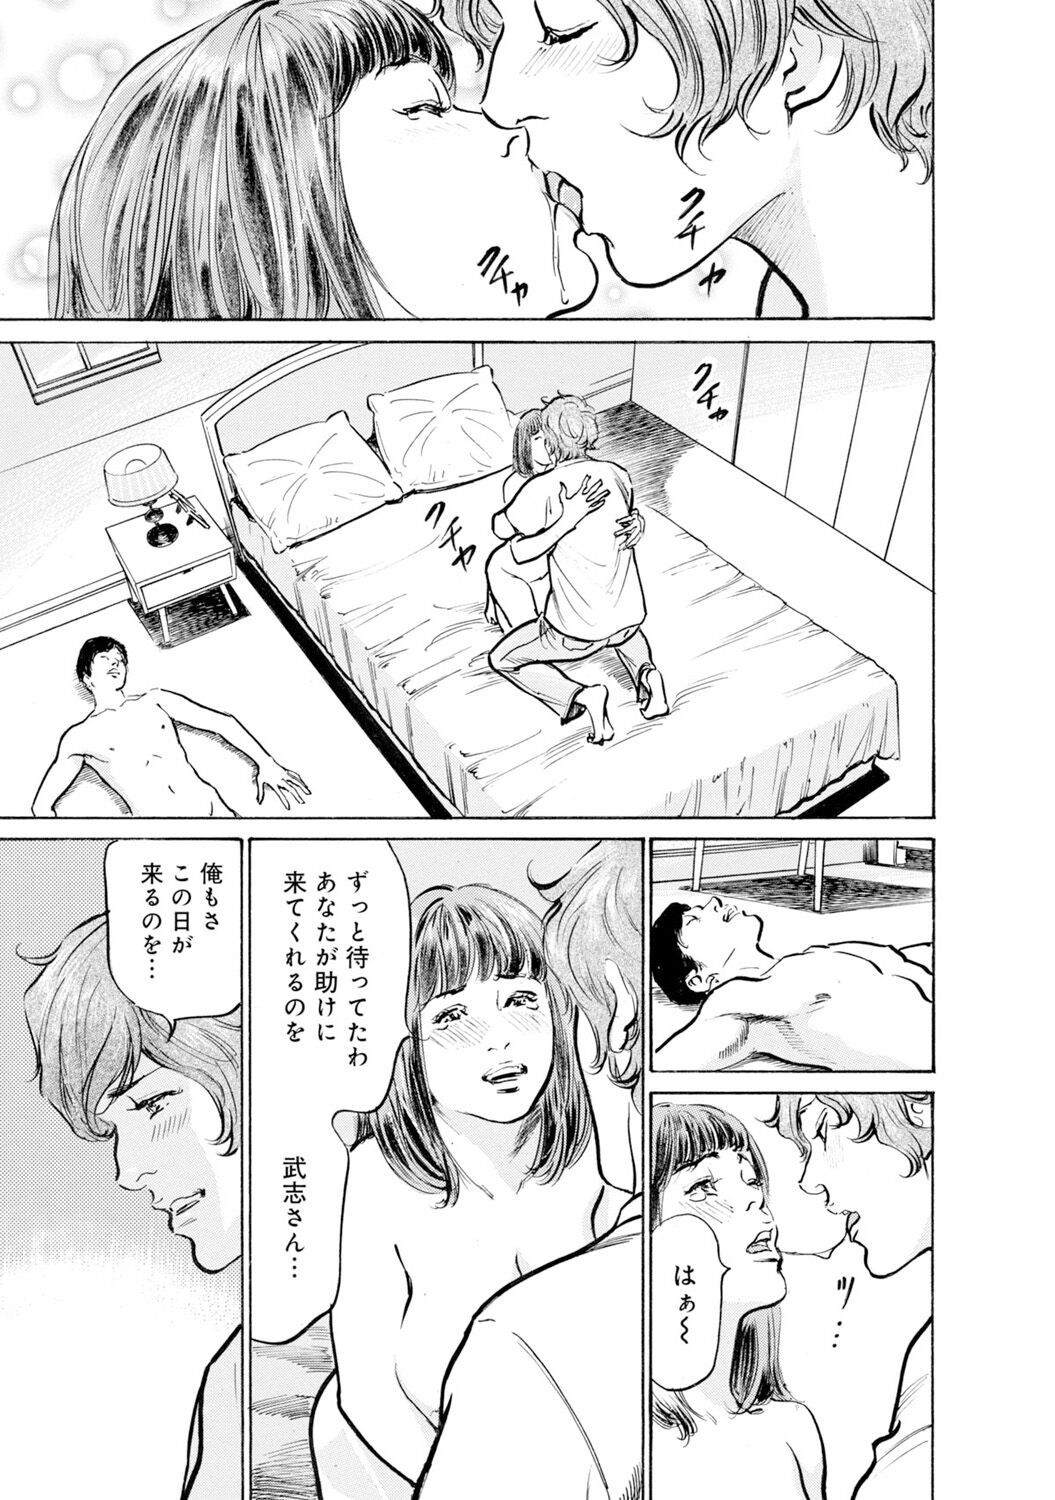 クチャ
クチャ
クチャ
クチャ
はぁ〜
ツ…
ずっと待ってたわ
あなたが助けに
来てくれるのを
武志さん…
俺もさ
この日が
来るのを…